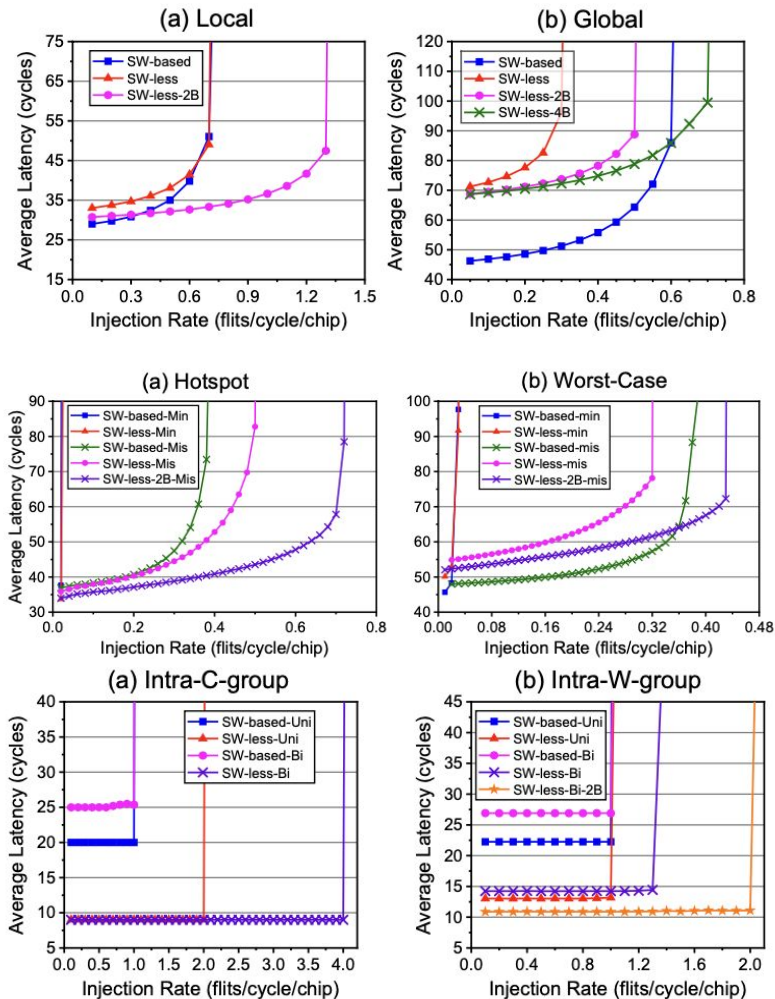 (a) Local
Average Latency (cycles)
75
65
55
45
35
25
15
SW-based
SW-less
SW-less-2B
0.0 0.3 0.6 0.9 1.2 1.5
Injection Rate (flits/cycle/chip)
(b) Global
Average Latency (cycles)
120
110
100
90
80
70
60
50
40
SW-based
SW-less
SW-less-2B
SW-less-4B
0.0 0.2 0.4 0.6 0.8
Injection Rate (flits/cycle/chip)
(a) Hotspot
Average Latency (cycles)
90
80
70
60
50
40
30
SW-based-Min
SW-less-Min
SW-based-Mis
SW-less-Mis
SW-less-2B-Mis
0.0 0.2 0.4 0.6 0.8
Injection Rate (flits/cycle/chip)
(b) Worst-Case
Average Latency (cycles)
100
90
80
70
60
50
40
SW-based-min
SW-less-min
SW-based-mis
SW-less-mis
SW-less-2B-mis
0.00 0.08 0.16 0.24 0.32 0.40 0.48
Injection Rate (flits/cycle/chip)
(a) Intra-C-group
Average Latency (cycles)
40
35
30
25
20
15
10
5
SW-based-Uni
SW-less-Uni
SW-based-Bi
SW-less-Bi
0.0 0.5 1.0 1.5 2.0 2.5 3.0 3.5 4.0
Injection Rate (flits/cycle/chip)
(b) Intra-W-group
Average Latency (cycles)
45
40
35
30
25
20
15
10
5
SW-based-Uni
SW-less-Uni
SW-based-Bi
SW-less-Bi
SW-less-Bi-2B
0.0 0.4 0.8 1.2 1.6 2.0
Injection Rate (flits/cycle/chip)